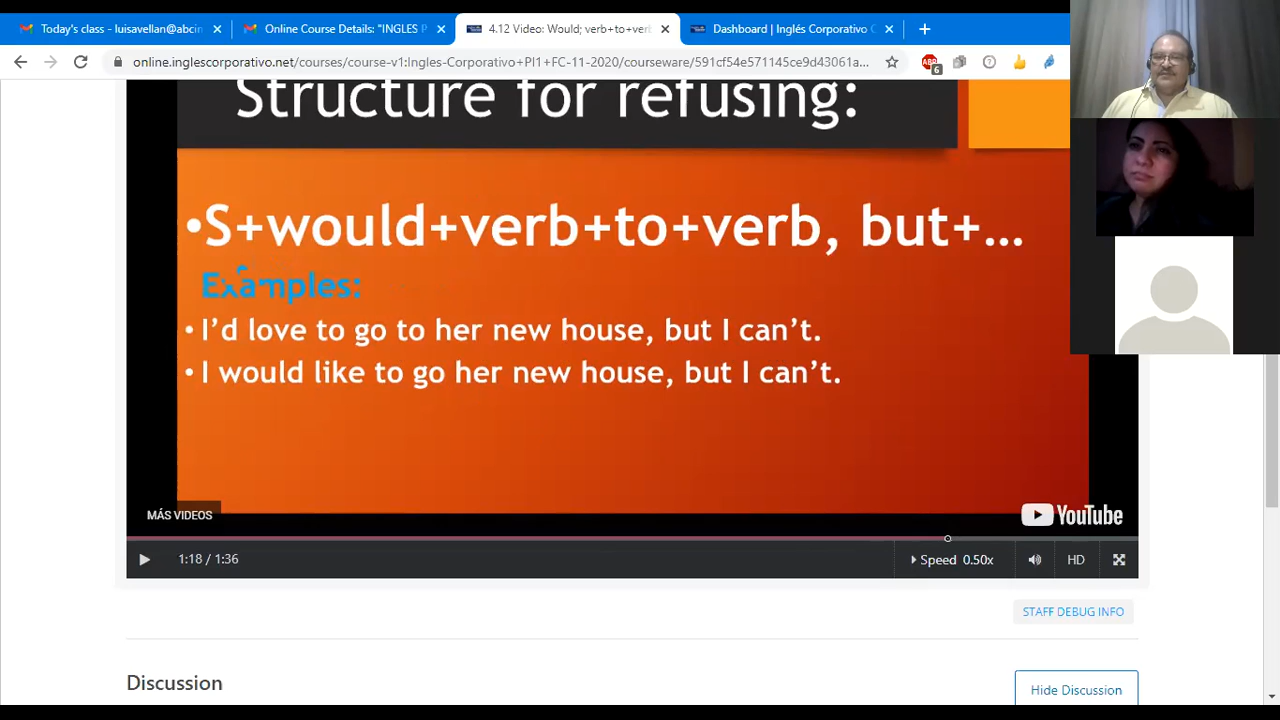 Today's class - luisavellan@abcin
Online Course Details: "INGLES P
4.12 Video: Would; verb+to+verb
Dashboard | Inglés Corporativo C
online.inglescorporativo.net/courses/course-v1:Ingles-Corporativo+PI1+FC-11-2020/courseware/591cf54e571145ce9d43061a...
ABP
6
Structure for refusing:
•S+would+verb+to+verb, but+...
Examples:
• I'd love to go to her new house, but I can't.
• I would like to go her new house, but I can't.
MÁS VIDEOS
YouTube
1:18 / 1:36
Speed 0.50x
HD
STAFF DEBUG INFO
Discussion
Hide Discussion